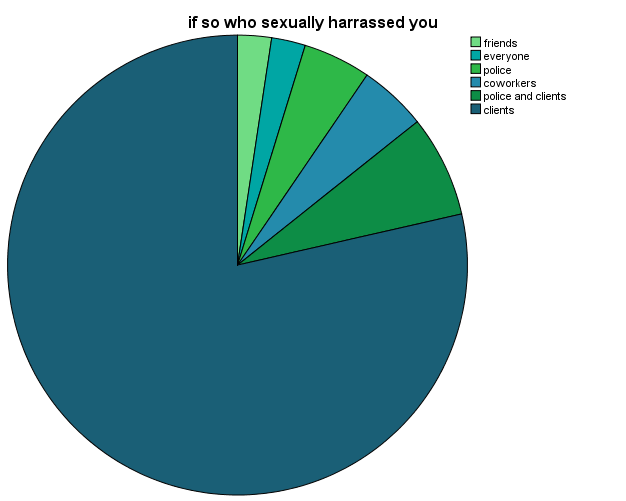 if so who sexually harrassed you
friends
everyone
police
coworkers
police and clients
clients